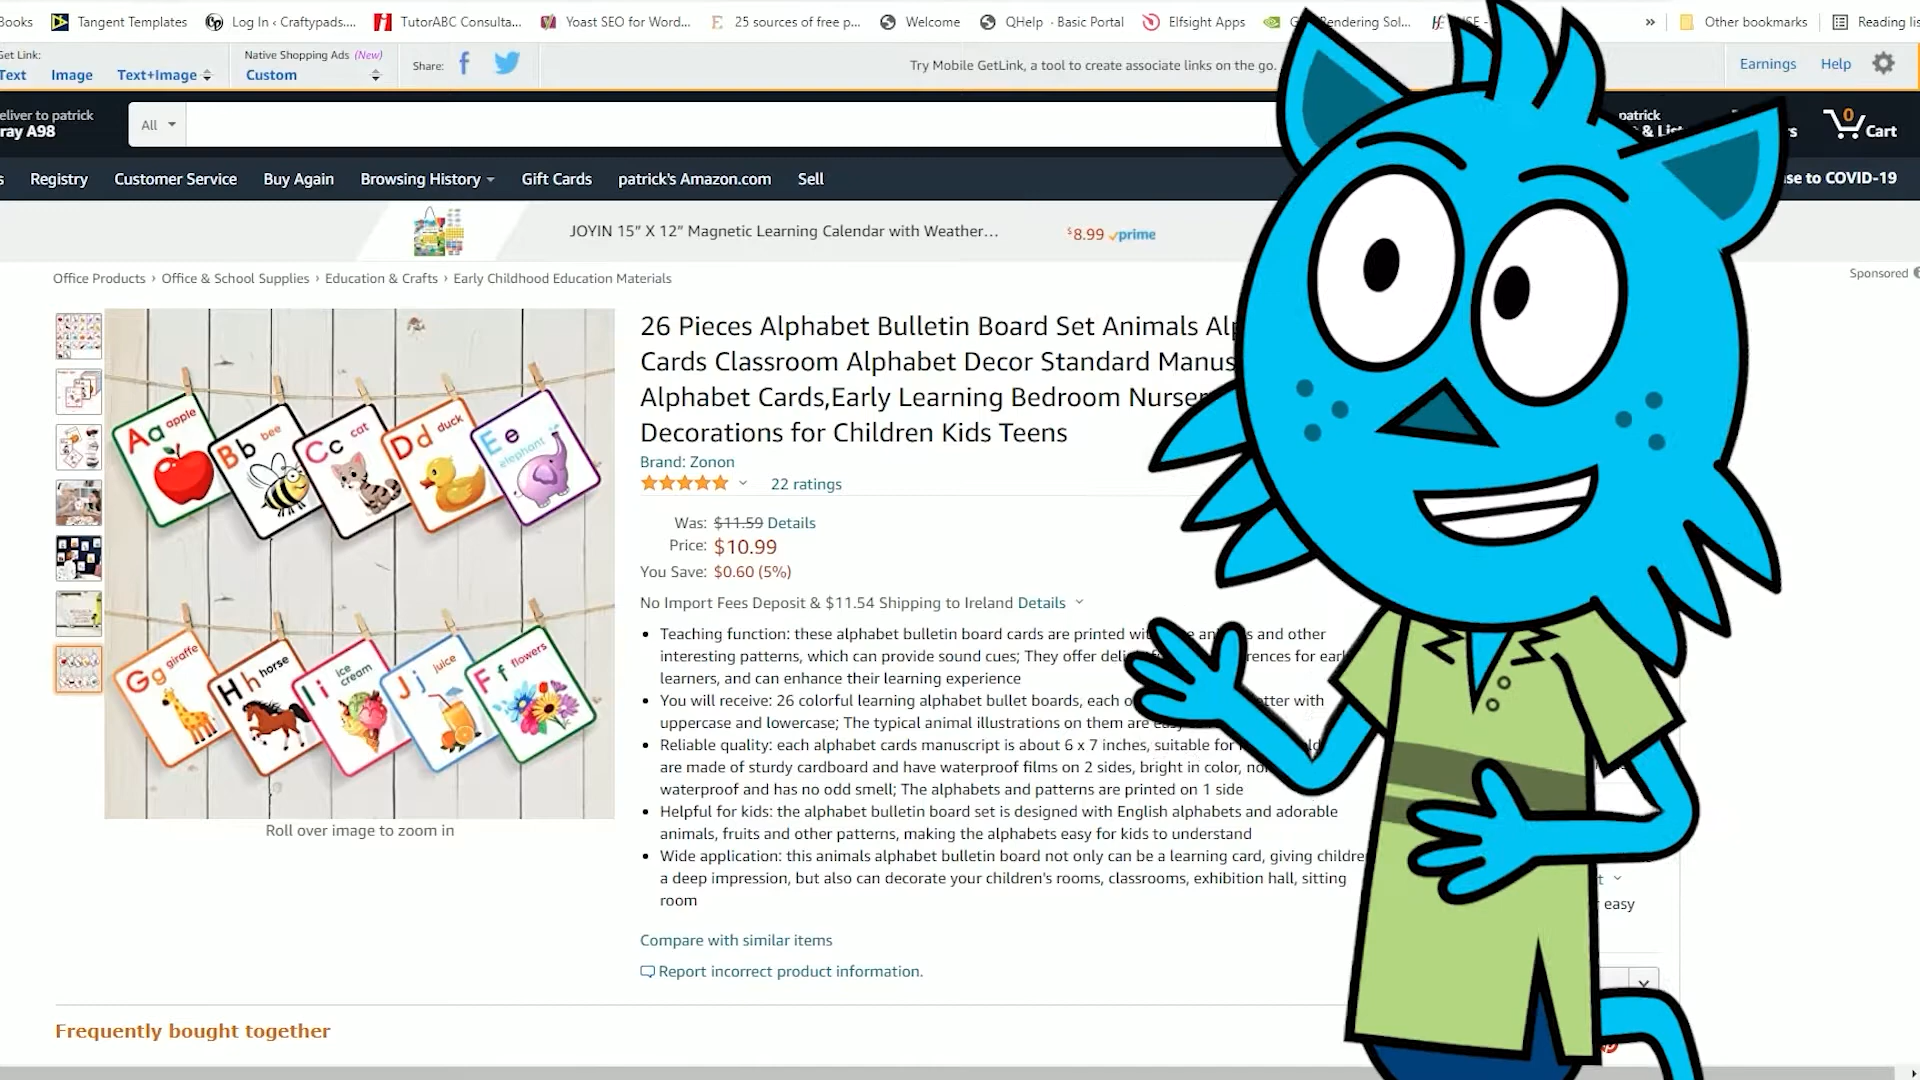 Books Tangent Templates Log In ‹ Craftypads.... TutorABC Consulta... Yoast SEO for Word... 25 sources of free p... Welcome QHelp - Basic Portal Elfsight Apps Rendering Sol... » Other bookmarks Reading lis
Get Link:
Text Image Text+Image
Native Shopping Ads (New)
Custom
Share:
Try Mobile GetLink, a tool to create associate links on the go.
Earnings Help
eliver to patrick
ray A98
All
patrick
& Lis
0
Cart
s Registry Customer Service Buy Again Browsing History Gift Cards patrick's Amazon.com Sell
se to COVID-19
JOYIN 15" X 12" Magnetic Learning Calendar with Weather...
$8.99 prime
Office Products › Office & School Supplies › Education & Crafts › Early Childhood Education Materials
Sponsored
Aa apple
Bb bee
Cc cat
Dd duck
Ee elephant
Gg giraffe
Hh horse
Ii ice cream
Jj juice
Ff flowers
Roll over image to zoom in
26 Pieces Alphabet Bulletin Board Set Animals Al
Cards Classroom Alphabet Decor Standard Manus
Alphabet Cards,Early Learning Bedroom Nurser
Decorations for Children Kids Teens
Brand: Zonon
22 ratings
Was: $11.59 Details
Price: $10.99
You Save: $0.60 (5%)
No Import Fees Deposit & $11.54 Shipping to Ireland Details
• Teaching function: these alphabet bulletin board cards are printed wi s and other
interesting patterns, which can provide sound cues; They offer deli rences for earl
learners, and can enhance their learning experience
• You will receive: 26 colorful learning alphabet bullet boards, each o tter with
uppercase and lowercase; The typical animal illustrations on them are
• Reliable quality: each alphabet cards manuscript is about 6 x 7 inches, suitable for
are made of sturdy cardboard and have waterproof films on 2 sides, bright in color,
waterproof and has no odd smell; The alphabets and patterns are printed on 1 side
• Helpful for kids: the alphabet bulletin board set is designed with English alphabets and adorable
animals, fruits and other patterns, making the alphabets easy for kids to understand
• Wide application: this animals alphabet bulletin board not only can be a learning card, giving childre
a deep impression, but also can decorate your children's rooms, classrooms, exhibition hall, sitting
room
easy
Compare with similar items
Report incorrect product information.
Frequently bought together